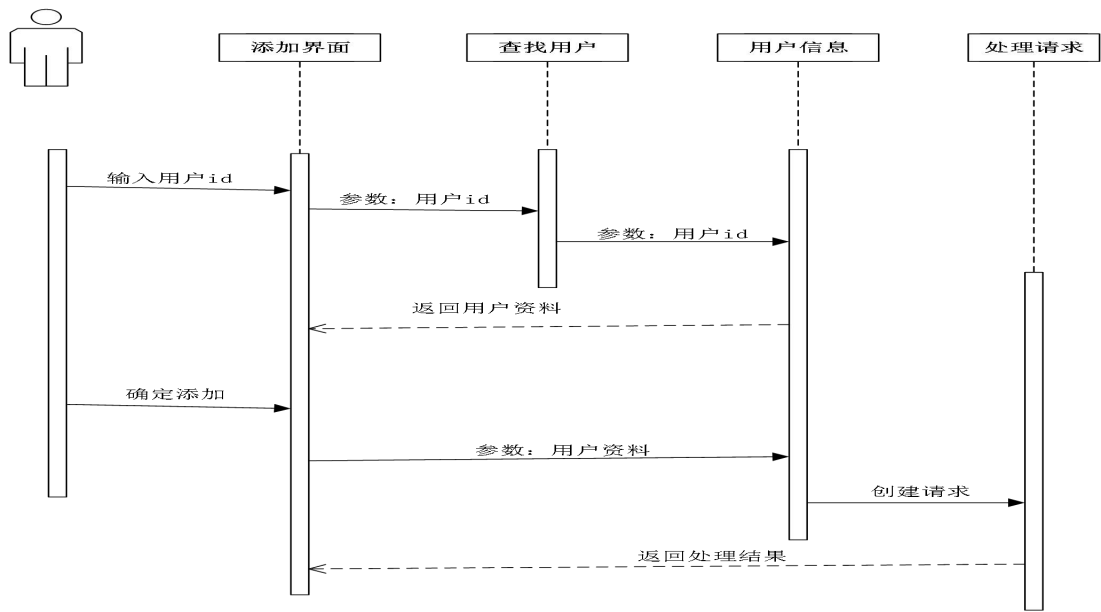 添加界面
查找用户
用户信息
处理请求
输入用户id
参数：用户id
参数：用户id
返回用户资料
确定添加
参数：用户资料
创建请求
返回处理结果